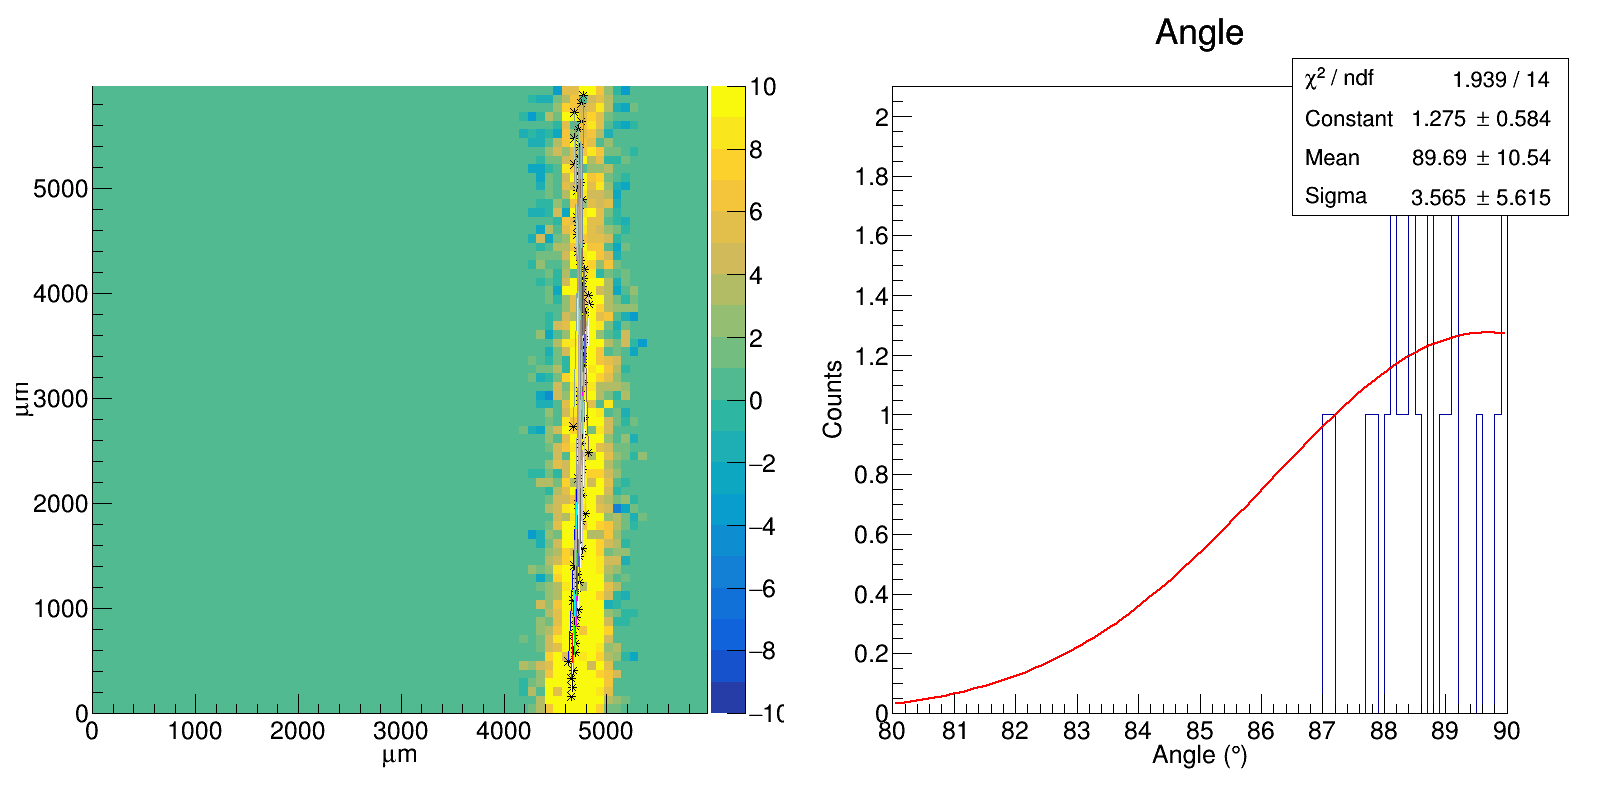 Angle
χ² / ndf 1.939 / 14
Constant 1.275 ± 0.584
Mean 89.69 ± 10.54
Sigma 3.565 ± 5.615
10
8
6
4
2
0
−2
−4
−6
−8
−10
5000
4000
3000
2000
1000
0
μm
0 1000 2000 3000 4000 5000
μm
2
1.8
1.6
1.4
1.2
1
0.8
0.6
0.4
0.2
0
Counts
80 81 82 83 84 85 86 87 88 89 90
Angle (°)